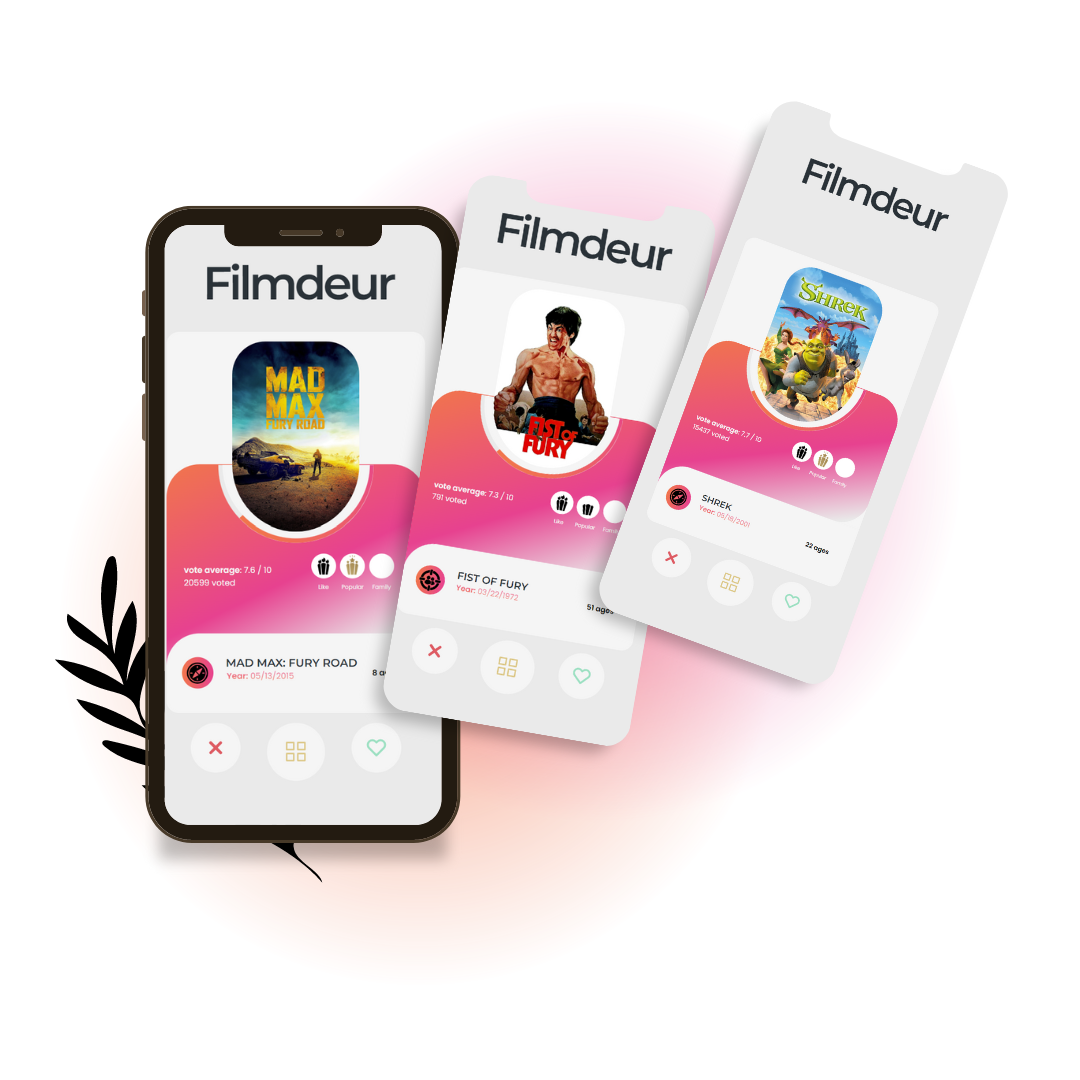 Filmdeur
MAD
MAX
FURY ROAD
vote average: 7.6 / 10
20599 voted
Like Popular Family
MAD MAX: FURY ROAD
Year: 05/13/2015
8
Filmdeur
FIST OF
FURY
vote average: 7.3 / 10
791 voted
Like Popular
FIST OF FURY
Year: 03/22/1972
51 ages
Filmdeur
SHREK
vote average: 7.7 / 10
15437 voted
Like Popular Family
SHREK
Year: 05/18/2001
22 ages